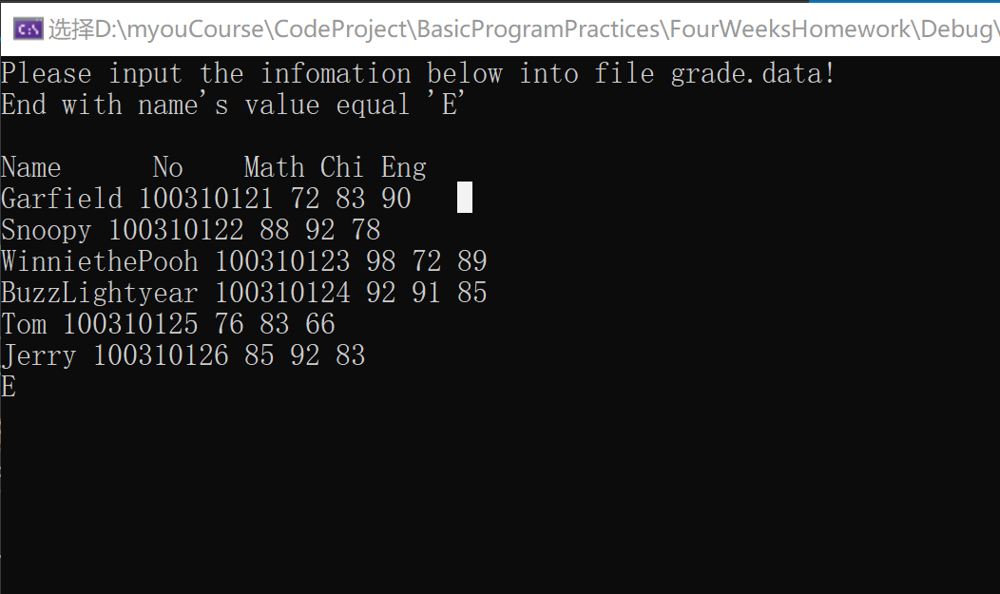 选择D:\myouCourse\CodeProject\BasicProgramPractices\FourWeeksHomework\Debug\
Please input the infomation below into file grade.data!
End with name's value equal 'E'
Name      No    Math Chi Eng
Garfield 100310121 72 83 90
Snoopy 100310122 88 92 78
WinniethePooh 100310123 98 72 89
BuzzLightyear 100310124 92 91 85
Tom 100310125 76 83 66
Jerry 100310126 85 92 83
E